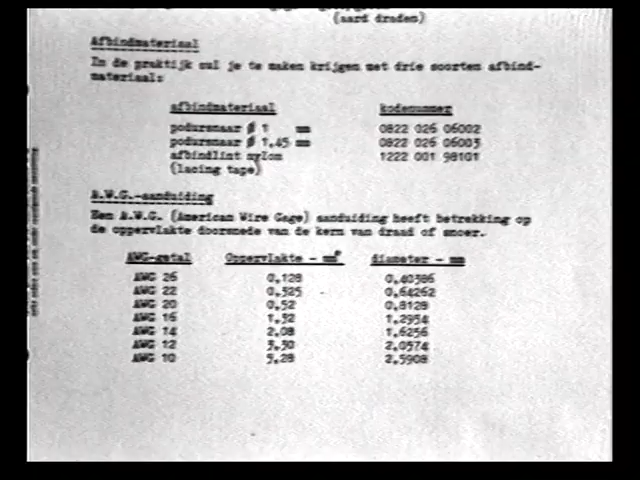 (aard draden)
Afbindmateriaal
In de praktijk zul je te maken krijgen met drie soorten afbind-
materiaal:
afbindmateriaal kodenummer
podursnaar ø 1 mm 0822 026 06002
podursnaar ø 1,45 mm 0822 026 06003
afbindlint nylon 1222 001 98101
(lacing tape)
A.W.G.-aanduiding
Een A.W.G. (American Wire Gage) aanduiding heeft betrekking op
de oppervlakte doorsnede van de kern van draad of snoer.
AWG-getal Oppervlakte - mm² diameter - mm
AWG 26 0,128 0,40386
AWG 22 0,325 0,64262
AWG 20 0,52 0,8128
AWG 16 1,32 1,2954
AWG 14 2,08 1,6256
AWG 12 3,30 2,0574
AWG 10 5,28 2,5908